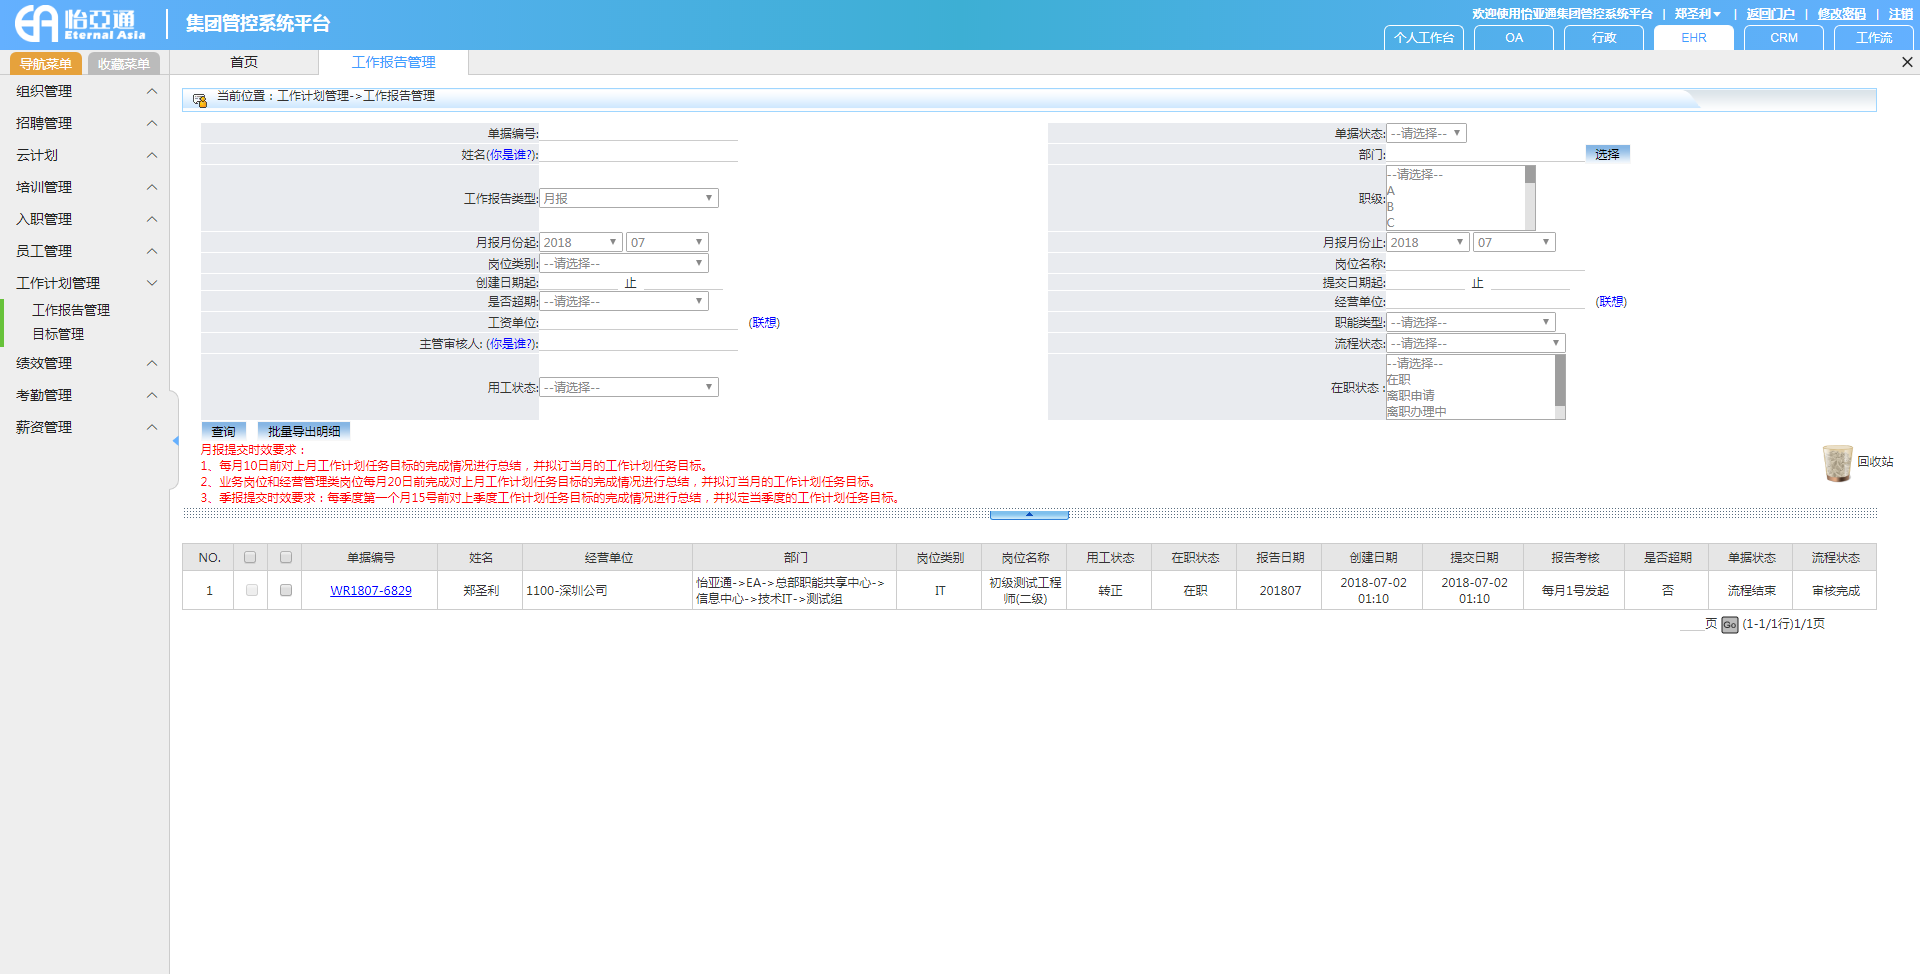 怡亞通
Eternal Asia
集团管控系统平台
欢迎使用怡亚通集团管控系统平台 | 郑圣利 | 返回门户 | 修改密码 | 注销
个人工作台 OA 行政 EHR CRM 工作流
导航菜单 收藏菜单 首页 工作报告管理
组织管理
招聘管理
云计划
培训管理
入职管理
员工管理
工作计划管理
工作报告管理
目标管理
绩效管理
考勤管理
薪资管理
当前位置：工作计划管理->工作报告管理
单据编号: 单据状态: --请选择--
姓名(你是谁?): 部门: 选择
工作报告类型: 月报 职级: --请选择--
A
B
C
月报月份起: 2018 07 月报月份止: 2018 07
岗位类别: --请选择-- 岗位名称:
创建日期起: 止 提交日期起: 止
是否超期: --请选择-- 经营单位: (联想)
工资单位: (联想) 职能类型: --请选择--
主管审核人: (你是谁?): 流程状态: --请选择--
用工状态: --请选择-- 在职状态 : --请选择--
在职
离职申请
离职办理中
查询 批量导出明细
月报提交时效要求：
1、每月10日前对上月工作计划任务目标的完成情况进行总结，并拟订当月的工作计划任务目标。
2、业务岗位和经营管理类岗位每月20日前完成对上月工作计划任务目标的完成情况进行总结，并拟订当月的工作计划任务目标。
3、季报提交时效要求：每季度第一个月15号前对上季度工作计划任务目标的完成情况进行总结，并拟定当季度的工作计划任务目标。
回收站
NO. 单据编号 姓名 经营单位 部门 岗位类别 岗位名称 用工状态 在职状态 报告日期 创建日期 提交日期 报告考核 是否超期 单据状态 流程状态
1 WR1807-6829 郑圣利 1100-深圳公司 怡亚通->EA->总部职能共享中心->信息中心->技术IT->测试组 IT 初级测试工程师(二级) 转正 在职 201807 2018-07-02 01:10 2018-07-02 01:10 每月1号发起 否 流程结束 审核完成
页 Go (1-1/1行)1/1页